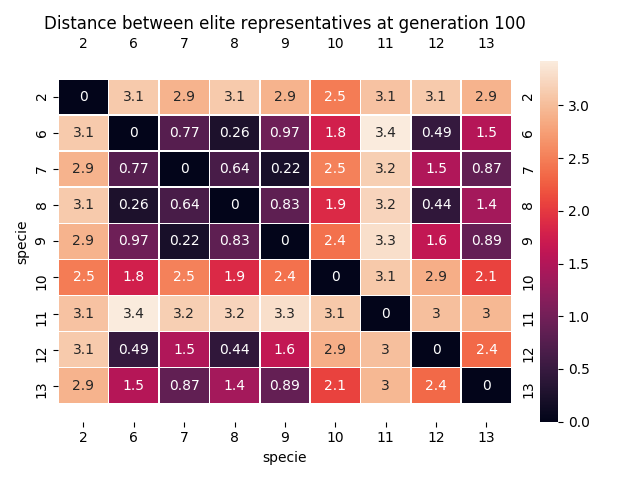 Distance between elite representatives at generation 100
2 6 7 8 9 10 11 12 13
2 0 3.1 2.9 3.1 2.9 2.5 3.1 3.1 2.9 2
6 3.1 0 0.77 0.26 0.97 1.8 3.4 0.49 1.5 6
7 2.9 0.77 0 0.64 0.22 2.5 3.2 1.5 0.87 7
8 3.1 0.26 0.64 0 0.83 1.9 3.2 0.44 1.4 8
9 2.9 0.97 0.22 0.83 0 2.4 3.3 1.6 0.89 9
10 2.5 1.8 2.5 1.9 2.4 0 3.1 2.9 2.1 10
11 3.1 3.4 3.2 3.2 3.3 3.1 0 3 3 11
12 3.1 0.49 1.5 0.44 1.6 2.9 3 0 2.4 12
13 2.9 1.5 0.87 1.4 0.89 2.1 3 2.4 0 13
2 6 7 8 9 10 11 12 13
specie
specie
3.0
2.5
2.0
1.5
1.0
0.5
0.0